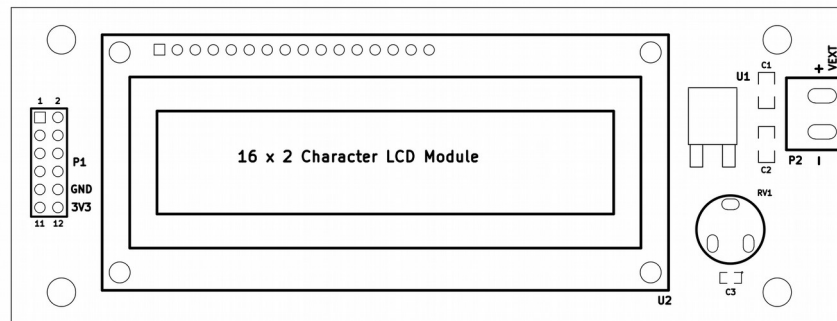 + VEXT
C1
U1
1 2
16 x 2 Character LCD Module
P1
P2 -
C2
GND
RV1
3V3
11 12
C3
U2